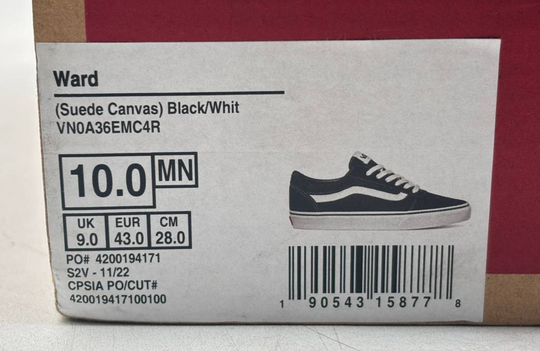 Ward
(Suede Canvas) Black/Whit
VN0A36EMC4R
10.0 MN
UK EUR CM
9.0 43.0 28.0
PO# 4200194171
S2V - 11/22
CPSIA PO/CUT#
420019417100100
1 90543 15877 8